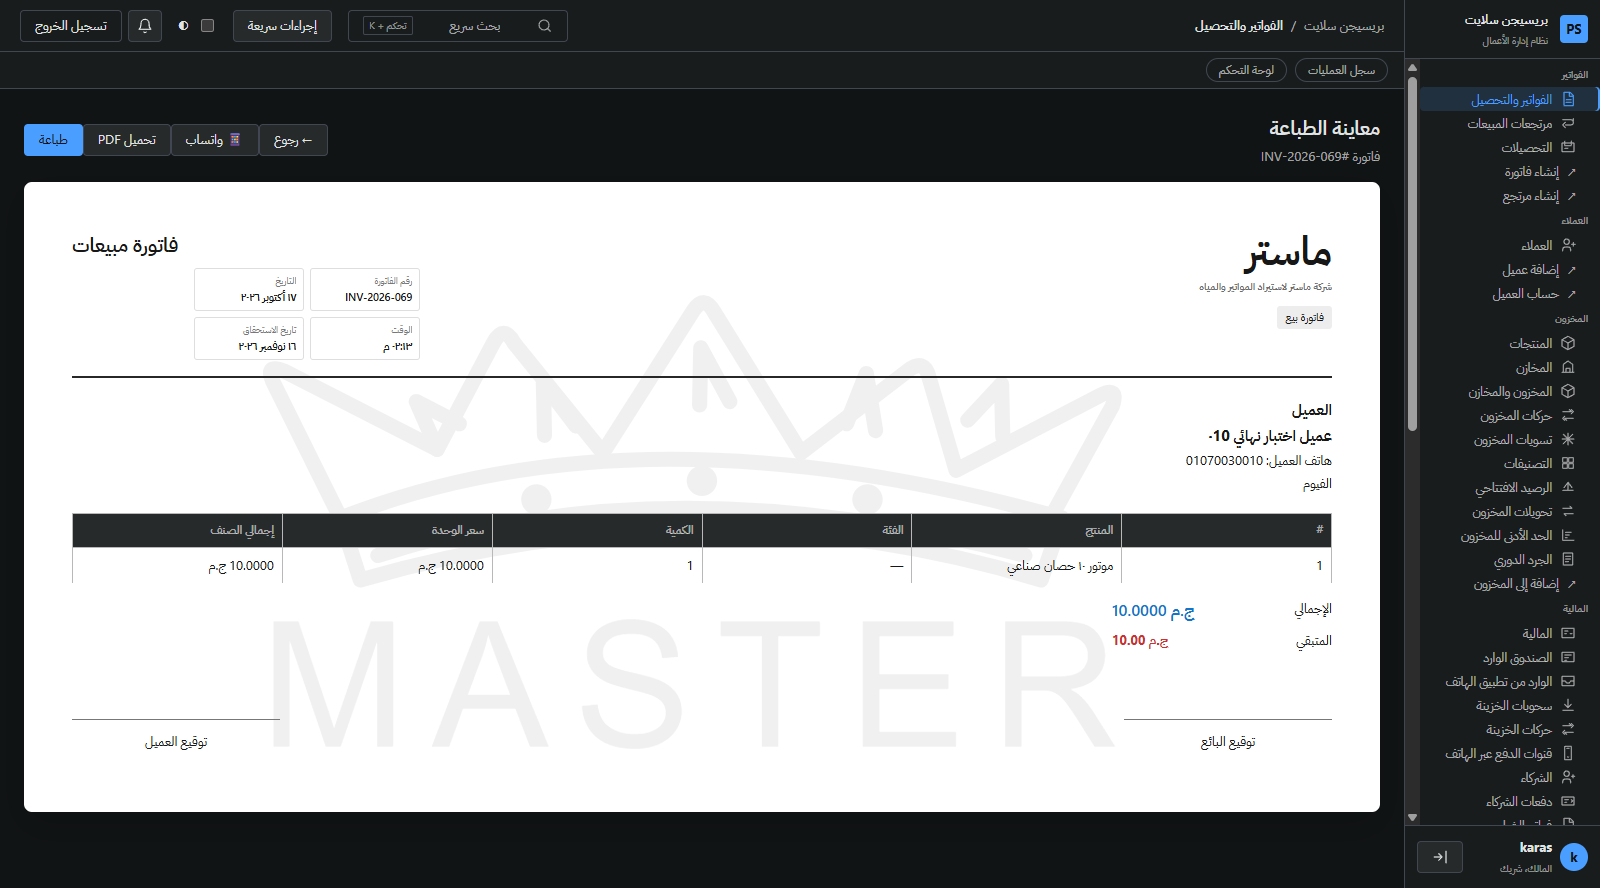 PS
بريسيجن سلايت
نظام إدارة الأعمال
بريسيجن سلايت / الفواتير والتحصيل
بحث سريع
تحكم + K
إجراءات سريعة
تسجيل الخروج
سجل العمليات
لوحة التحكم
الفواتير
الفواتير والتحصيل
مرتجعات المبيعات
التحصيلات
إنشاء فاتورة
إنشاء مرتجع
العملاء
العملاء
إضافة عميل
حساب العميل
المخزون
المنتجات
المخازن
المخزون والمخازن
حركات المخزون
تسويات المخزون
التصنيفات
الرصيد الافتتاحي
تحويلات المخزون
الحد الأدنى للمخزون
الجرد الدوري
إضافة إلى المخزون
المالية
المالية
الصندوق الوارد
الوارد من تطبيق الهاتف
سحوبات الخزينة
حركات الخزينة
قنوات الدفع عبر الهاتف
الشركاء
دفعات الشركاء
k
karas
المالك، شريك
معاينة الطباعة
فاتورة #INV-2026-069
← رجوع
واتساب
تحميل PDF
طباعة
ماستر
شركة ماستر لاستيراد المواتير والمياه
فاتورة بيع
فاتورة مبيعات
رقم الفاتورة
INV-2026-069
التاريخ
١٧ أكتوبر ٢٠٢٦
الوقت
٠٢:١٣ م
تاريخ الاستحقاق
١٦ نوفمبر ٢٠٢٦
العميل
عميل اختبار نهائي 10-
هاتف العميل: 01070030010
الفيوم
# المنتج الفئة الكمية سعر الوحدة إجمالي الصنف
1 موتور ١٠ حصان صناعي — 1 10.0000 ج.م 10.0000 ج.م
الإجمالي 10.0000 ج.م
المتبقي 10.00 ج.م
MASTER
توقيع البائع
توقيع العميل